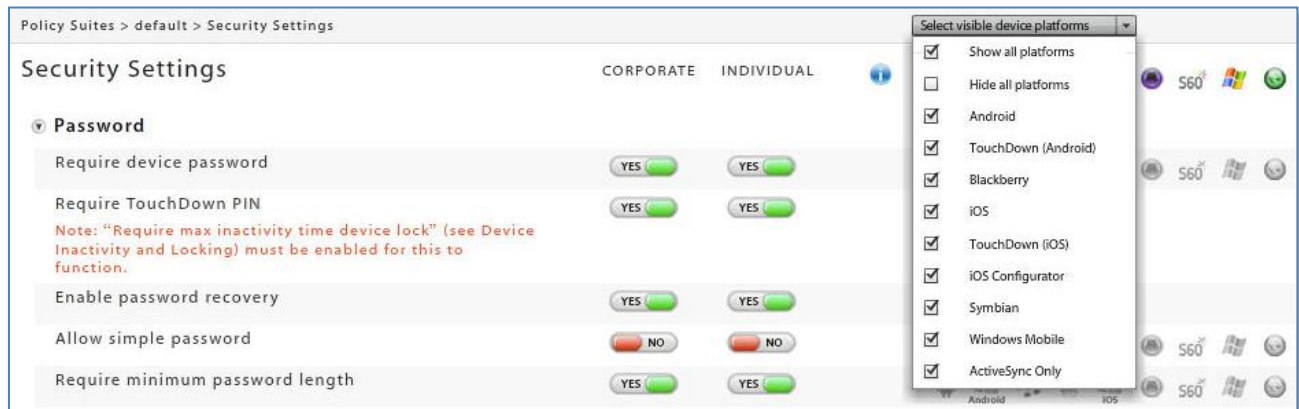 Policy Suites > default > Security Settings
Select visible device platforms
Security Settings
CORPORATE INDIVIDUAL
S60
Show all platforms
Hide all platforms
Android
TouchDown (Android)
Blackberry
iOS
TouchDown (iOS)
iOS Configurator
Symbian
Windows Mobile
ActiveSync Only
Password
Require device password
YES YES
S60
Require TouchDown PIN
YES YES
Note: “Require max inactivity time device lock” (see Device
Inactivity and Locking) must be enabled for this to
function.
Enable password recovery
YES YES
Allow simple password
NO NO
S60
Require minimum password length
YES YES
Android iOS
S60